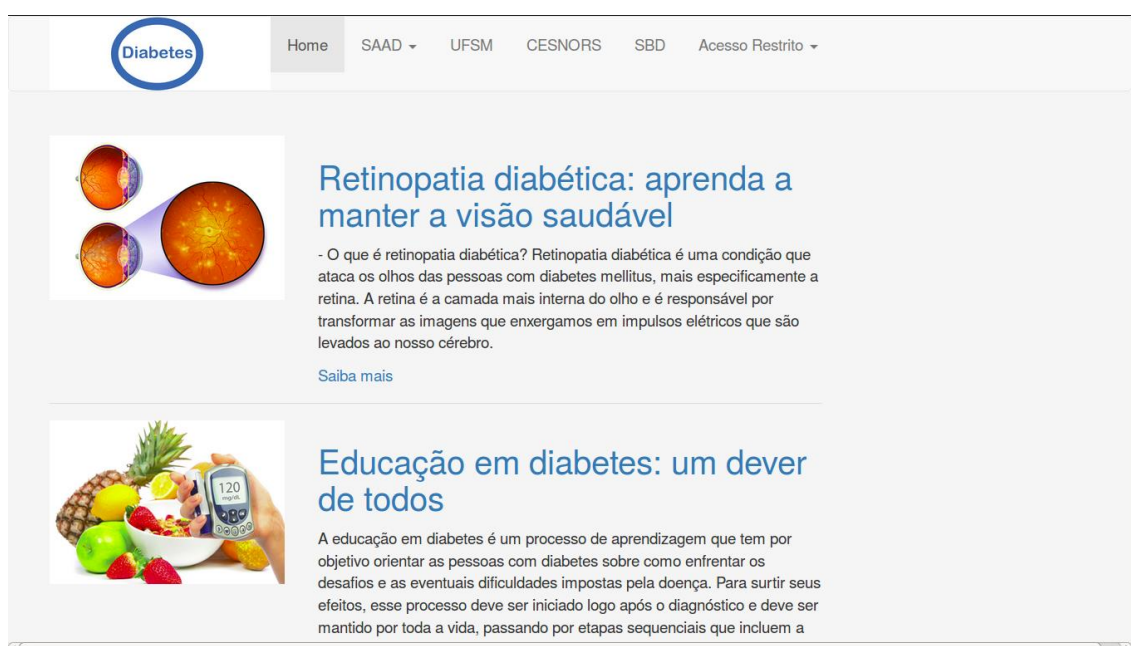 Diabetes
Home SAAD UFSM CESNORS SBD Acesso Restrito
Retinopatia diabética: aprenda a
manter a visão saudável
- O que é retinopatia diabética? Retinopatia diabética é uma condição que
ataca os olhos das pessoas com diabetes mellitus, mais especificamente a
retina. A retina é a camada mais interna do olho e é responsável por
transformar as imagens que enxergamos em impulsos elétricos que são
levados ao nosso cérebro.
Saiba mais
120
mg/dL
Educação em diabetes: um dever
de todos
A educação em diabetes é um processo de aprendizagem que tem por
objetivo orientar as pessoas com diabetes sobre como enfrentar os
desafios e as eventuais dificuldades impostas pela doença. Para surtir seus
efeitos, esse processo deve ser iniciado logo após o diagnóstico e deve ser
mantido por toda a vida, passando por etapas sequenciais que incluem a